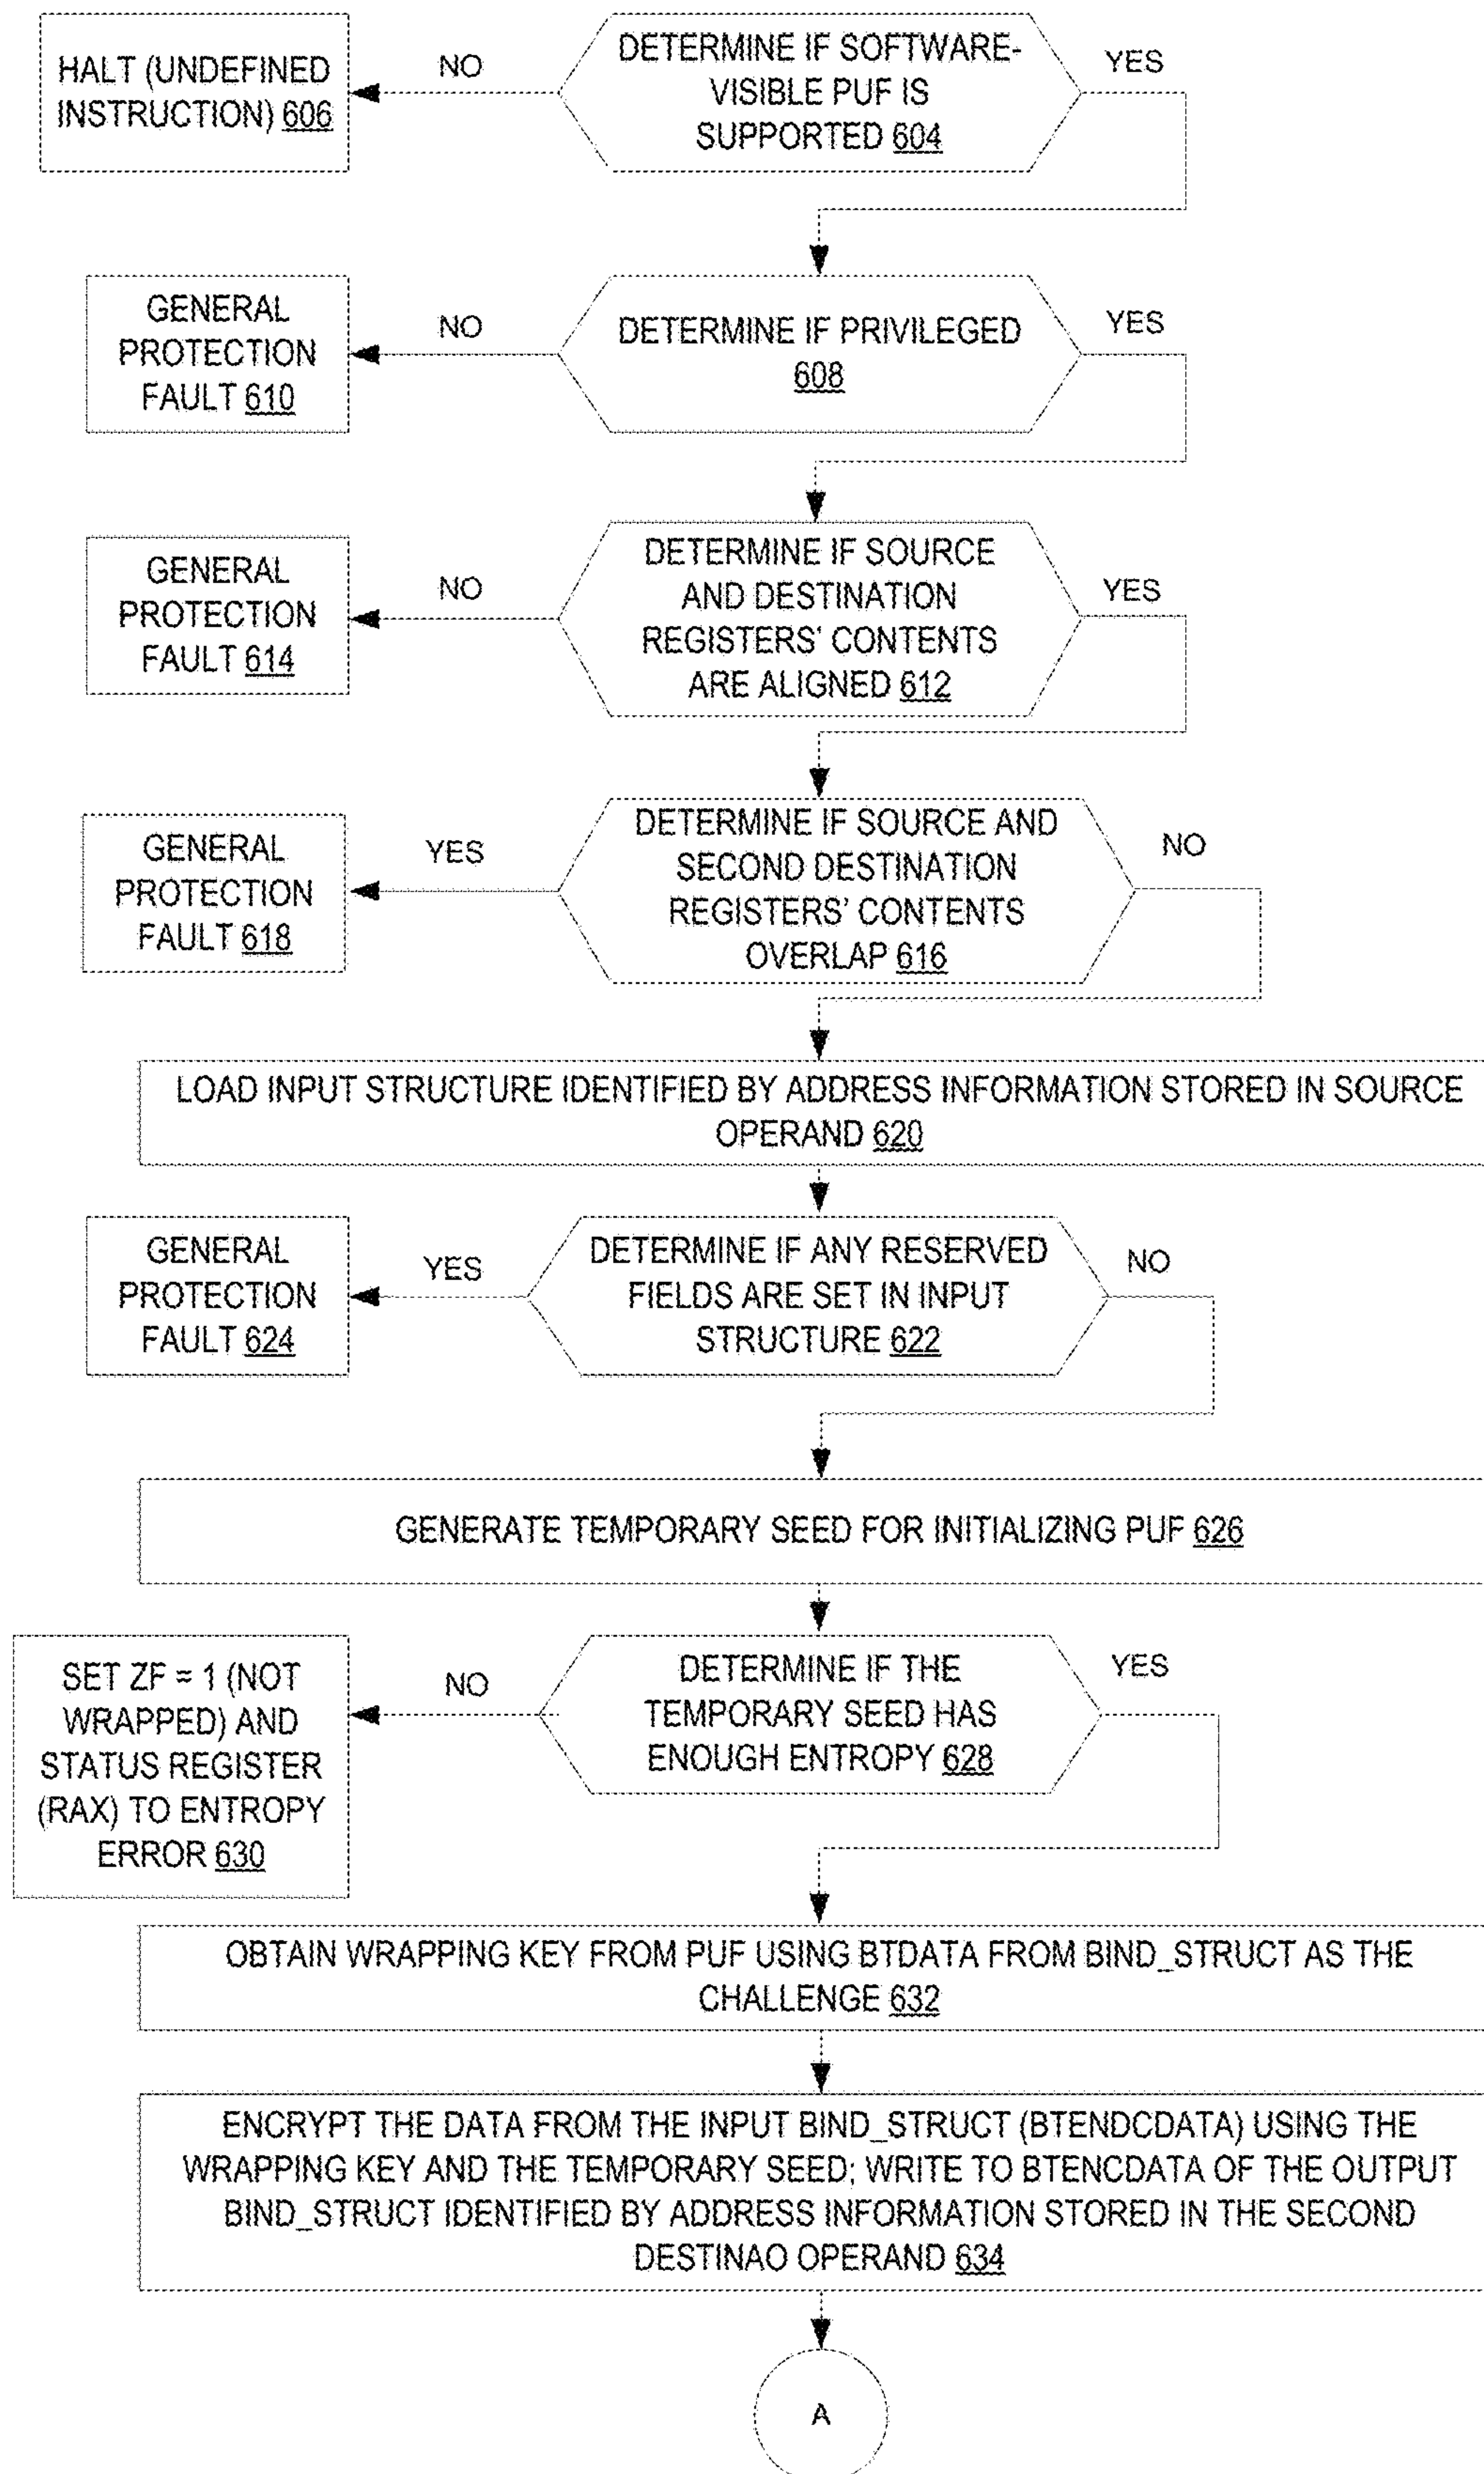 HALT (UNDEFINED
INSTRUCTION) 606
NO
DETERMINE IF SOFTWARE-
VISIBLE PUF IS
SUPPORTED 604
YES
GENERAL
PROTECTION
FAULT 610
NO
DETERMINE IF PRIVILEGED
608
YES
GENERAL
PROTECTION
FAULT 614
NO
DETERMINE IF SOURCE
AND DESTINATION
REGISTERS' CONTENTS
ARE ALIGNED 612
YES
GENERAL
PROTECTION
FAULT 618
YES
DETERMINE IF SOURCE AND
SECOND DESTINATION
REGISTERS' CONTENTS
OVERLAP 616
NO
LOAD INPUT STRUCTURE IDENTIFIED BY ADDRESS INFORMATION STORED IN SOURCE
OPERAND 620
GENERAL
PROTECTION
FAULT 624
YES
DETERMINE IF ANY RESERVED
FIELDS ARE SET IN INPUT
STRUCTURE 622
NO
GENERATE TEMPORARY SEED FOR INITIALIZING PUF 626
SET ZF = 1 (NOT
WRAPPED) AND
STATUS REGISTER
(RAX) TO ENTROPY
ERROR 630
NO
DETERMINE IF THE
TEMPORARY SEED HAS
ENOUGH ENTROPY 628
YES
OBTAIN WRAPPING KEY FROM PUF USING BTDATA FROM BIND_STRUCT AS THE
CHALLENGE 632
ENCRYPT THE DATA FROM THE INPUT BIND_STRUCT (BTENDCDATA) USING THE
WRAPPING KEY AND THE TEMPORARY SEED; WRITE TO BTENCDATA OF THE OUTPUT
BIND_STRUCT IDENTIFIED BY ADDRESS INFORMATION STORED IN THE SECOND
DESTINAO OPERAND 634
A